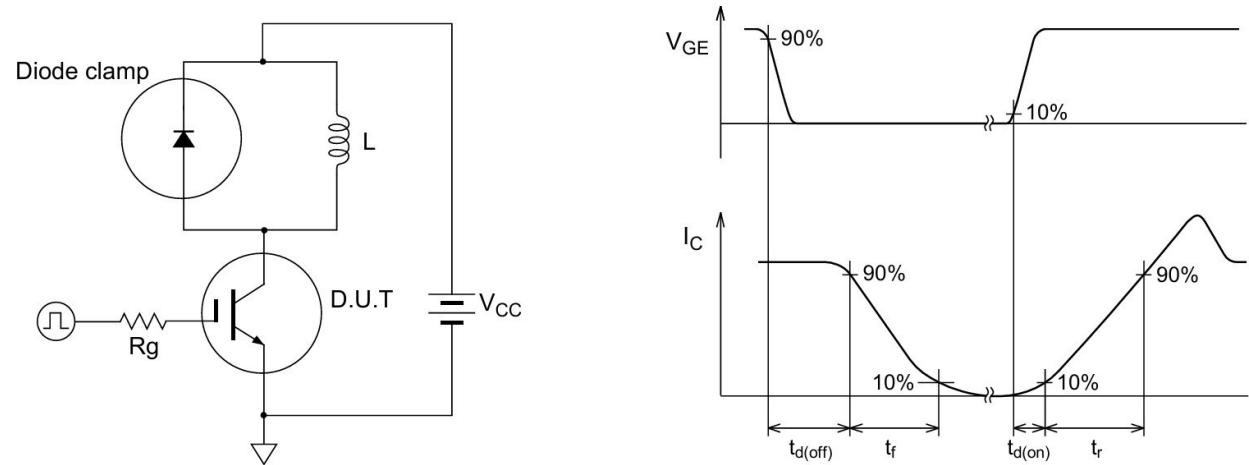 Diode clamp
L
D.U.T
Rg
VCC
VGE
90%
10%
IC
90%
90%
10%
10%
td(off)
tf
td(on)
tr